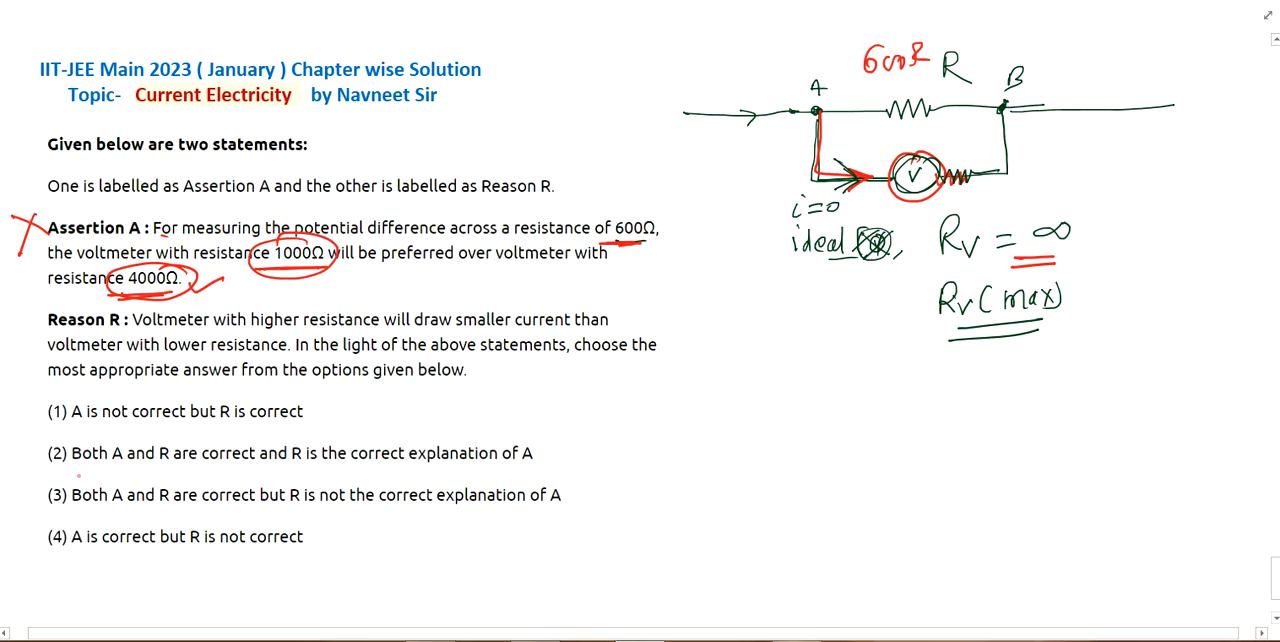 IIT-JEE Main 2023 ( January ) Chapter wise Solution
Topic- Current Electricity by Navneet Sir
Given below are two statements:
One is labelled as Assertion A and the other is labelled as Reason R.
Assertion A : For measuring the potential difference across a resistance of 600Ω,
the voltmeter with resistance 1000Ω will be preferred over voltmeter with
resistance 4000Ω.
Reason R : Voltmeter with higher resistance will draw smaller current than
voltmeter with lower resistance. In the light of the above statements, choose the
most appropriate answer from the options given below.
(1) A is not correct but R is correct
(2) Both A and R are correct and R is the correct explanation of A
(3) Both A and R are correct but R is not the correct explanation of A
(4) A is correct but R is not correct
600Ω R
A B
V
i=0
ideal V, Rv = ∞
Rv (max)